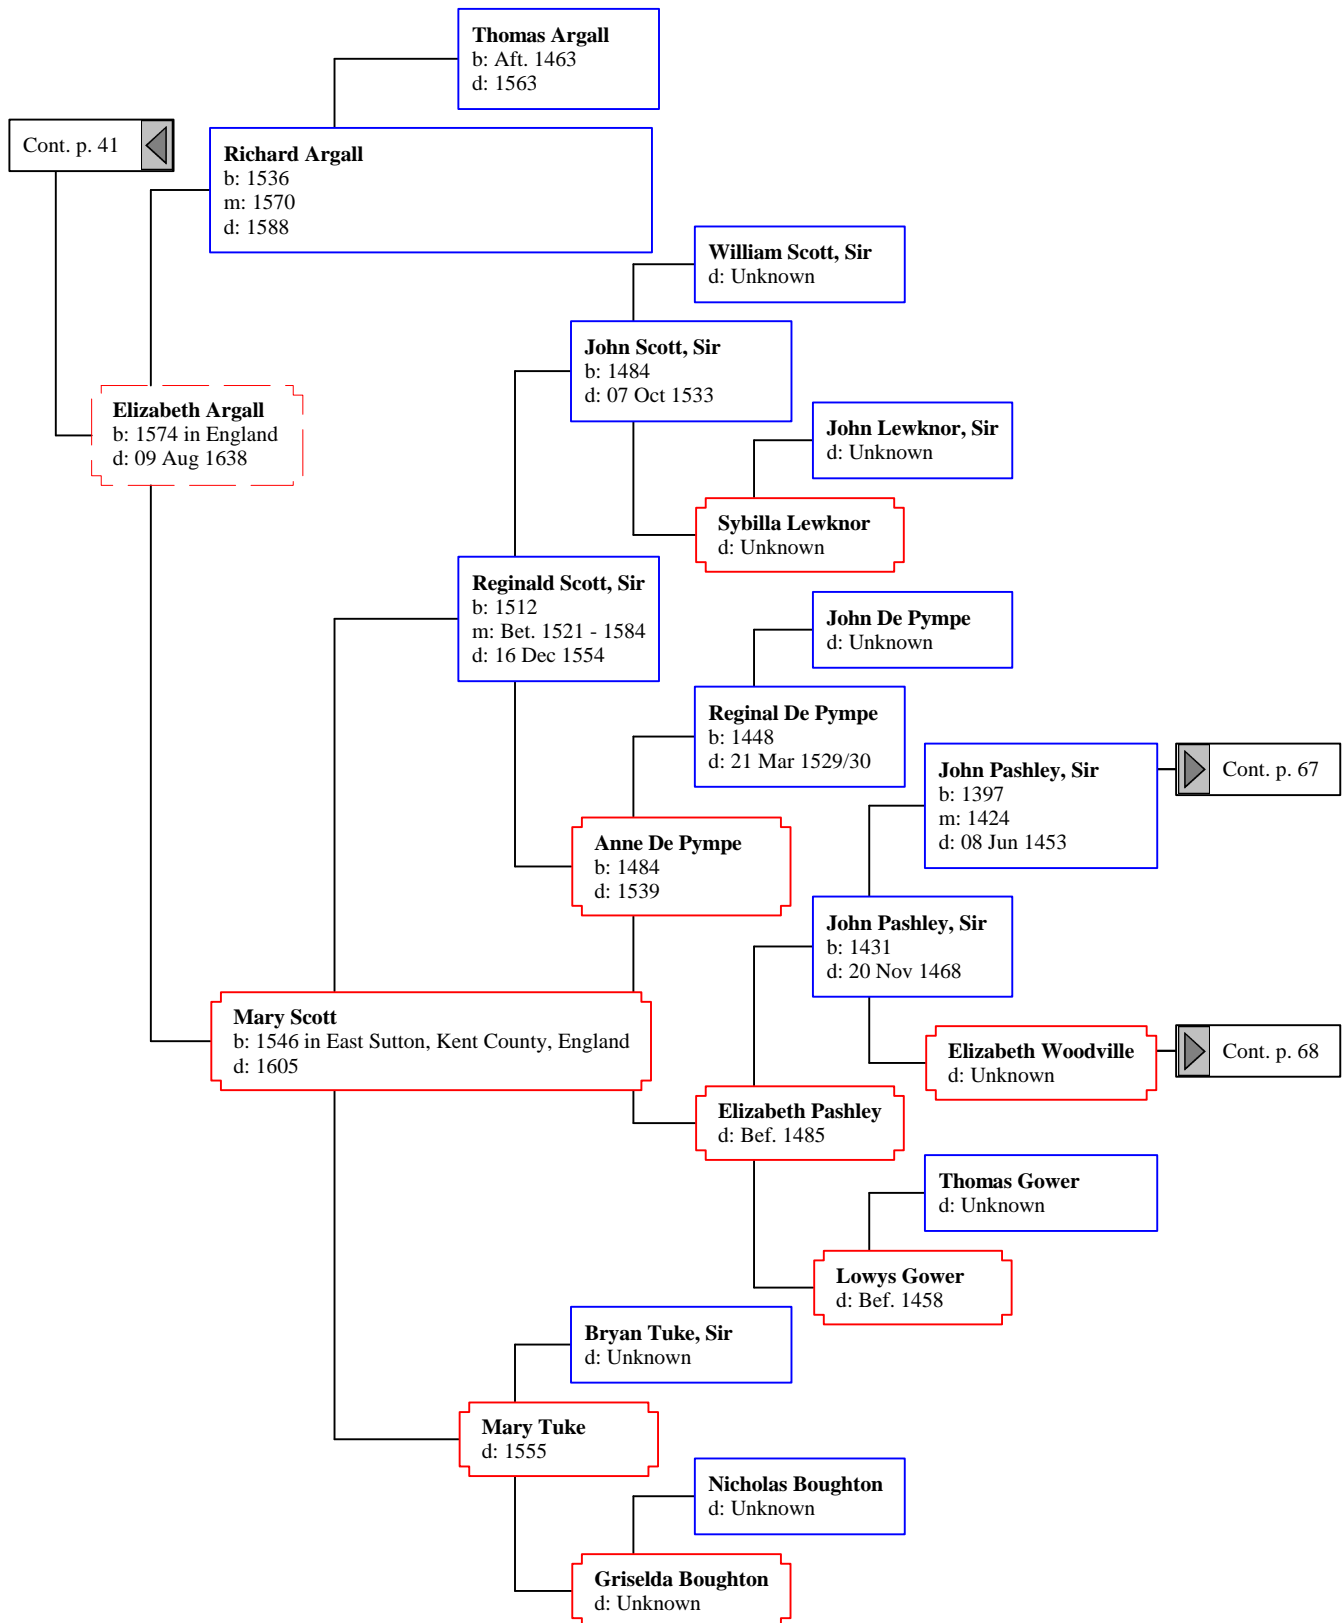 Thomas Argall
b: Aft. 1463
d: 1563
Cont. p. 41
Richard Argall
b: 1536
m: 1570
d: 1588
William Scott, Sir
d: Unknown
John Scott, Sir
b: 1484
d: 07 Oct 1533
Elizabeth Argall
b: 1574 in England
d: 09 Aug 1638
John Lewknor, Sir
d: Unknown
Sybilla Lewknor
d: Unknown
Reginald Scott, Sir
b: 1512
m: Bet. 1521 - 1584
d: 16 Dec 1554
John De Pympe
d: Unknown
Reginal De Pympe
b: 1448
d: 21 Mar 1529/30
John Pashley, Sir
b: 1397
m: 1424
d: 08 Jun 1453
Cont. p. 67
Anne De Pympe
b: 1484
d: 1539
John Pashley, Sir
b: 1431
d: 20 Nov 1468
Mary Scott
b: 1546 in East Sutton, Kent County, England
d: 1605
Elizabeth Woodville
d: Unknown
Cont. p. 68
Elizabeth Pashley
d: Bef. 1485
Thomas Gower
d: Unknown
Lowys Gower
d: Bef. 1458
Bryan Tuke, Sir
d: Unknown
Mary Tuke
d: 1555
Nicholas Boughton
d: Unknown
Griselda Boughton
d: Unknown